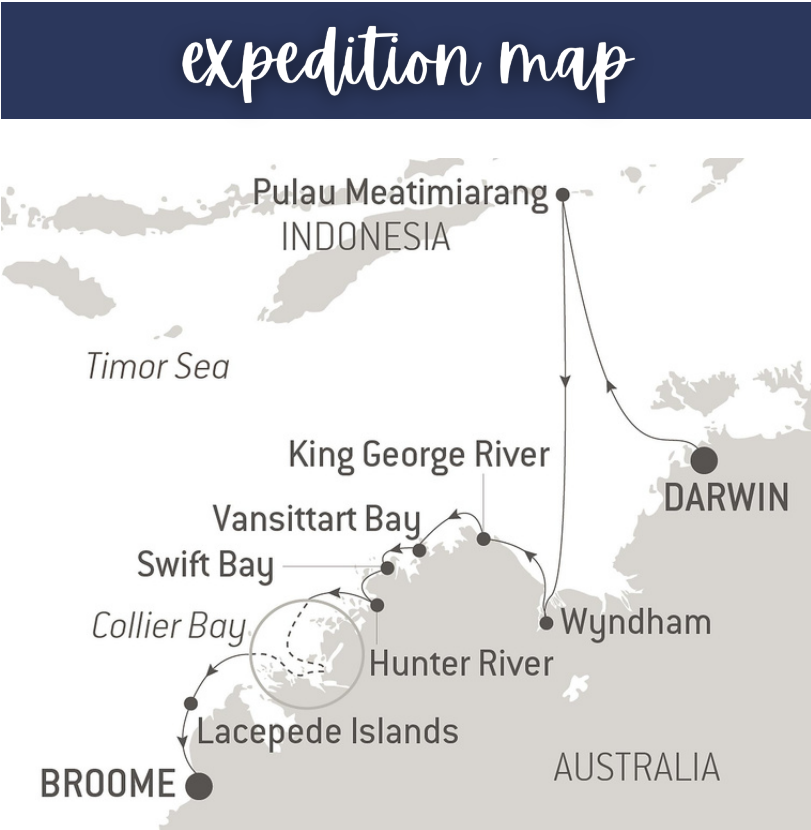 expedition map
Pulau Meatimiarang
INDONESIA
Timor Sea
King George River
DARWIN
Vansittart Bay
Swift Bay
Collier Bay
Wyndham
Hunter River
Lacepede Islands
AUSTRALIA
BROOME